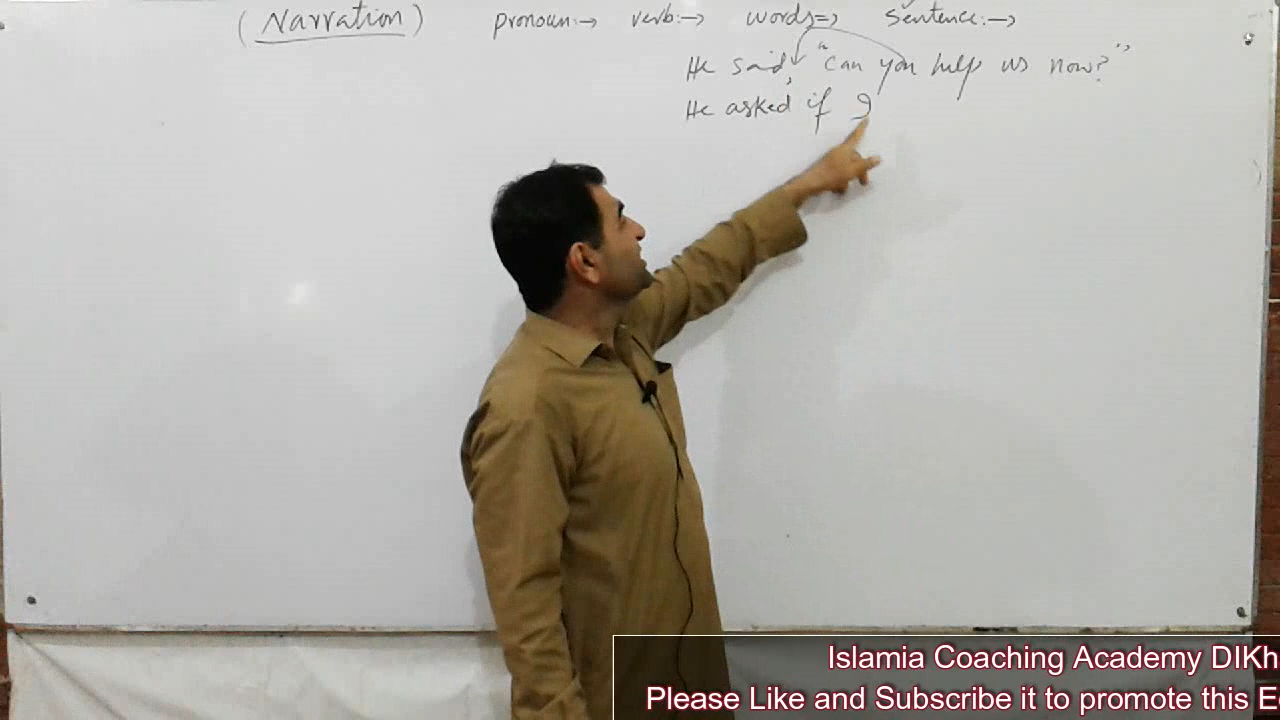 (Narration) pronoun:→ verb:→ words⇒ Sentence:→
He said, "can you help us now?"
He asked if I
Islamia Coaching Academy DIKh
Please Like and Subscribe it to promote this E